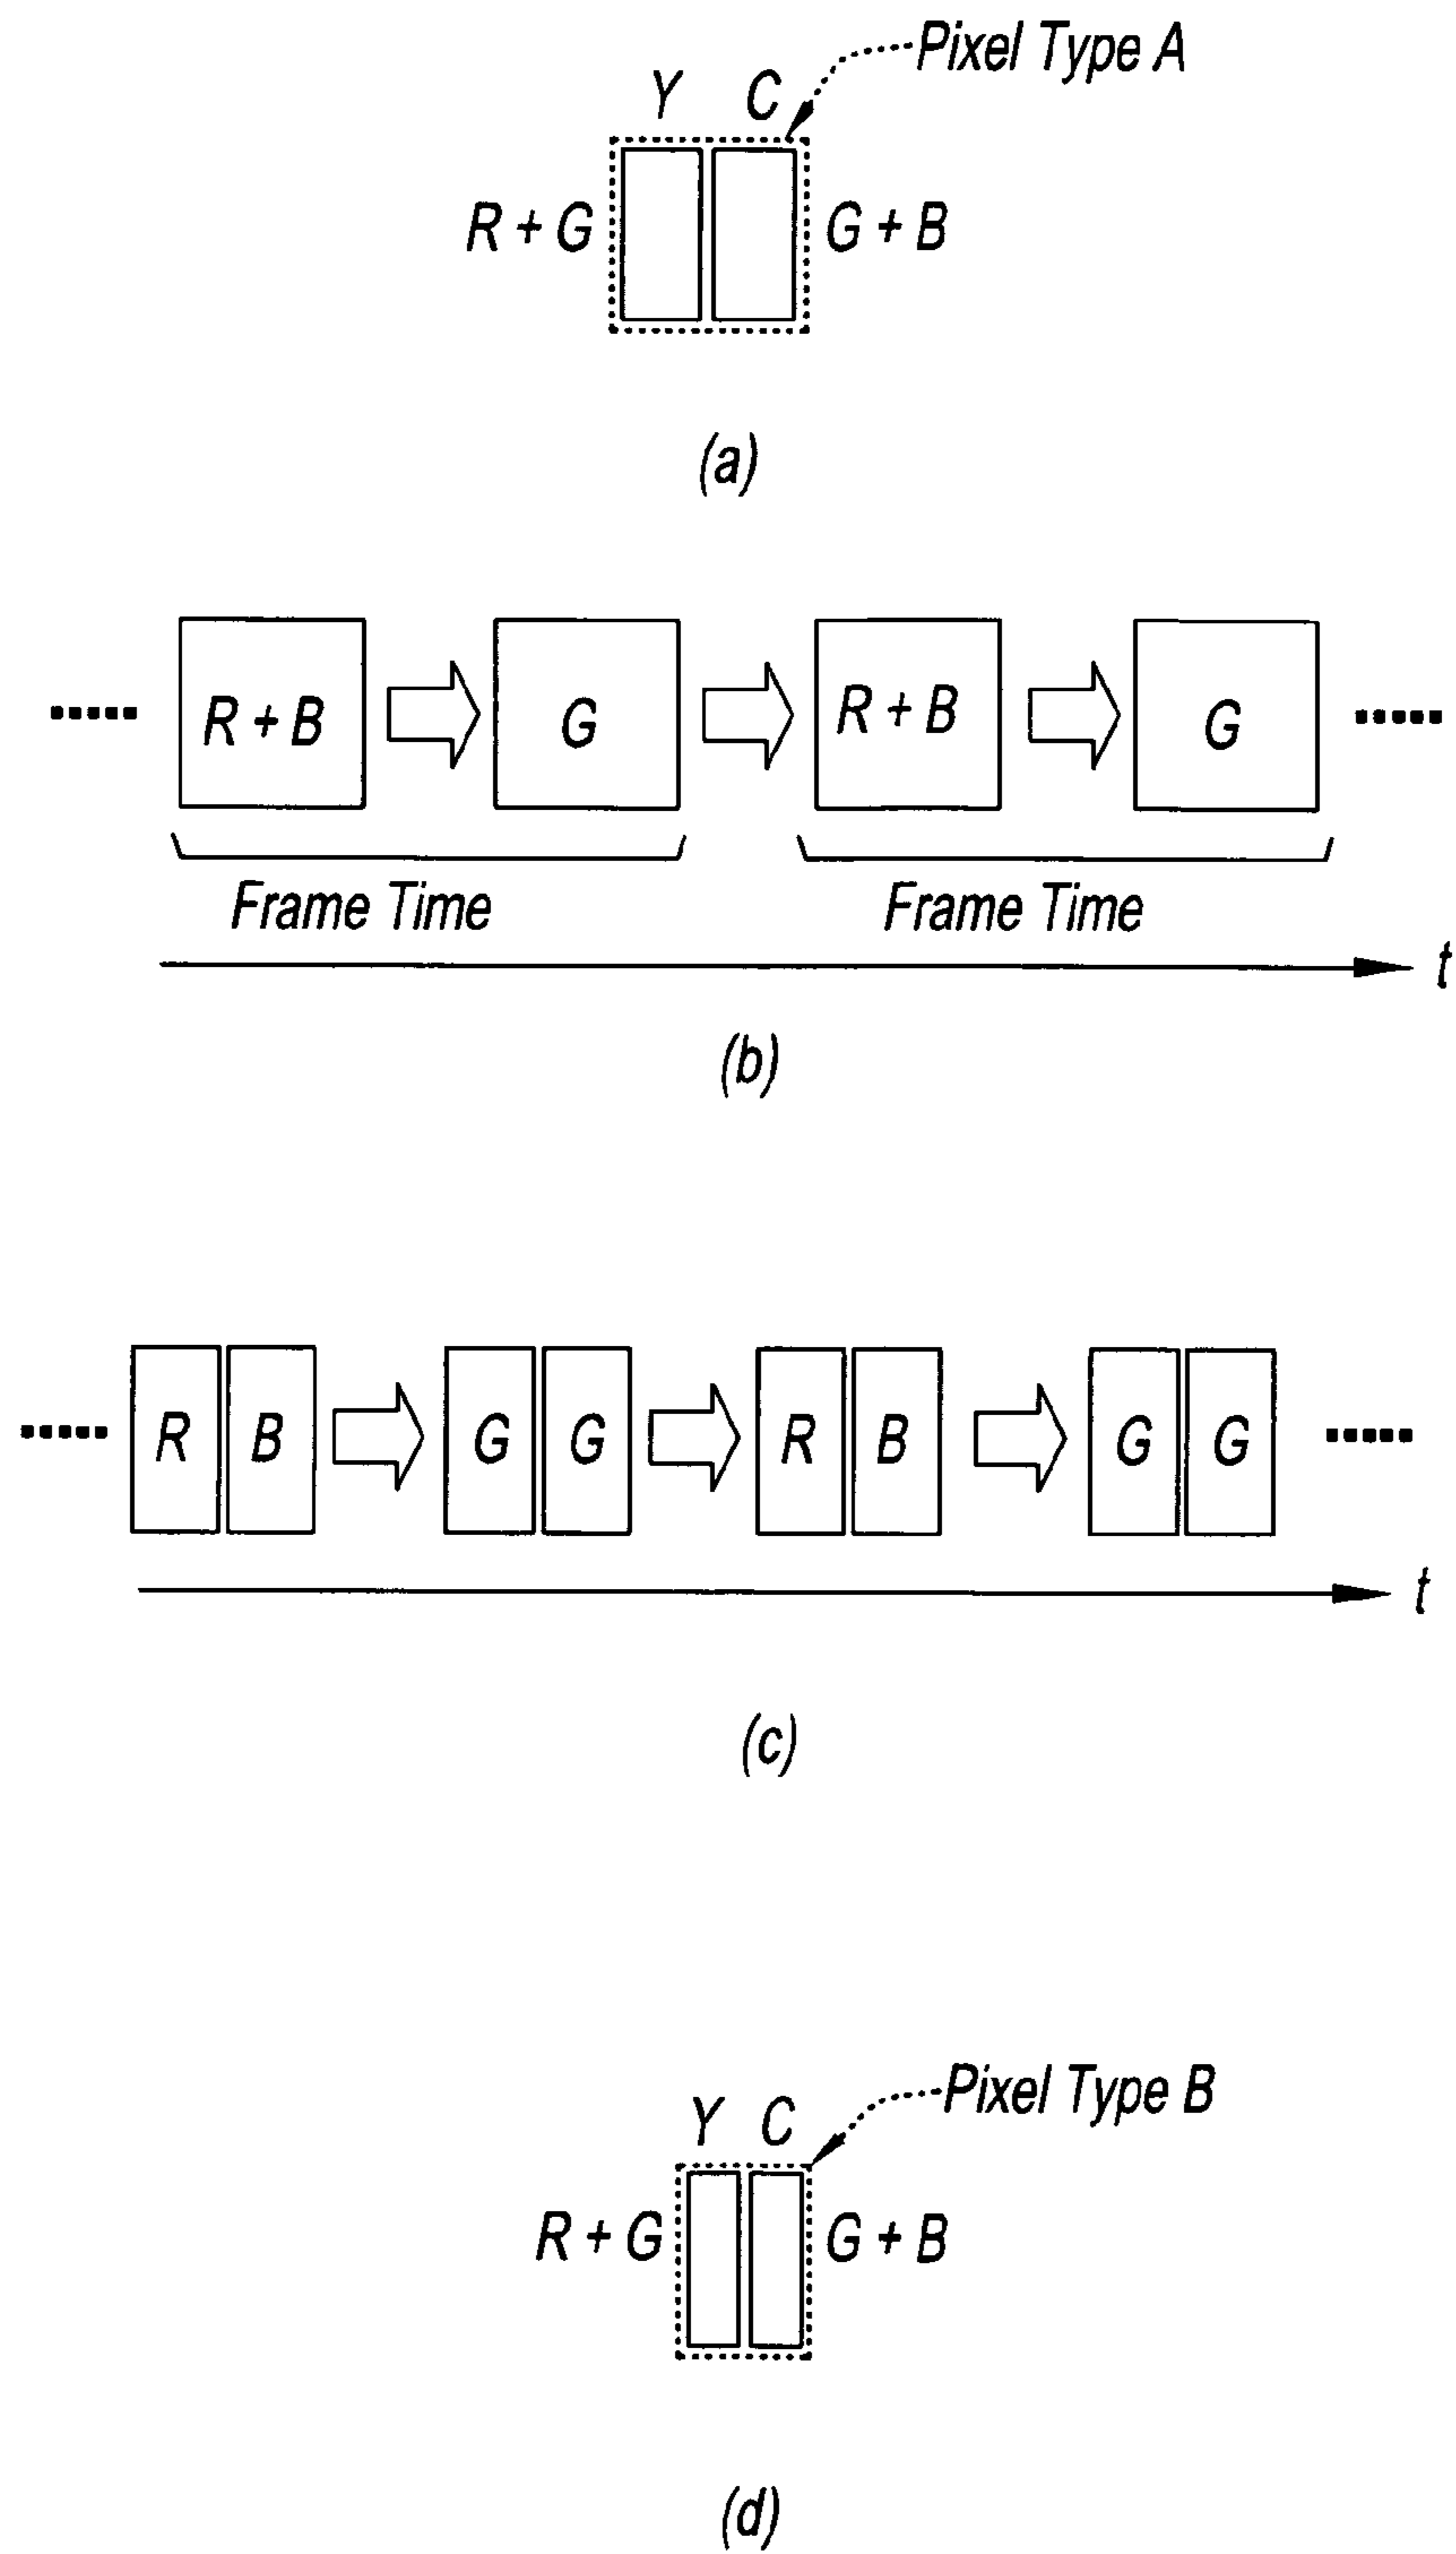 Pixel Type A
Y C
R + G G + B
(a)
R + B G R + B G
Frame Time Frame Time
t
(b)
R B G G R B G G
t
(c)
Pixel Type B
Y C
R + G G + B
(d)